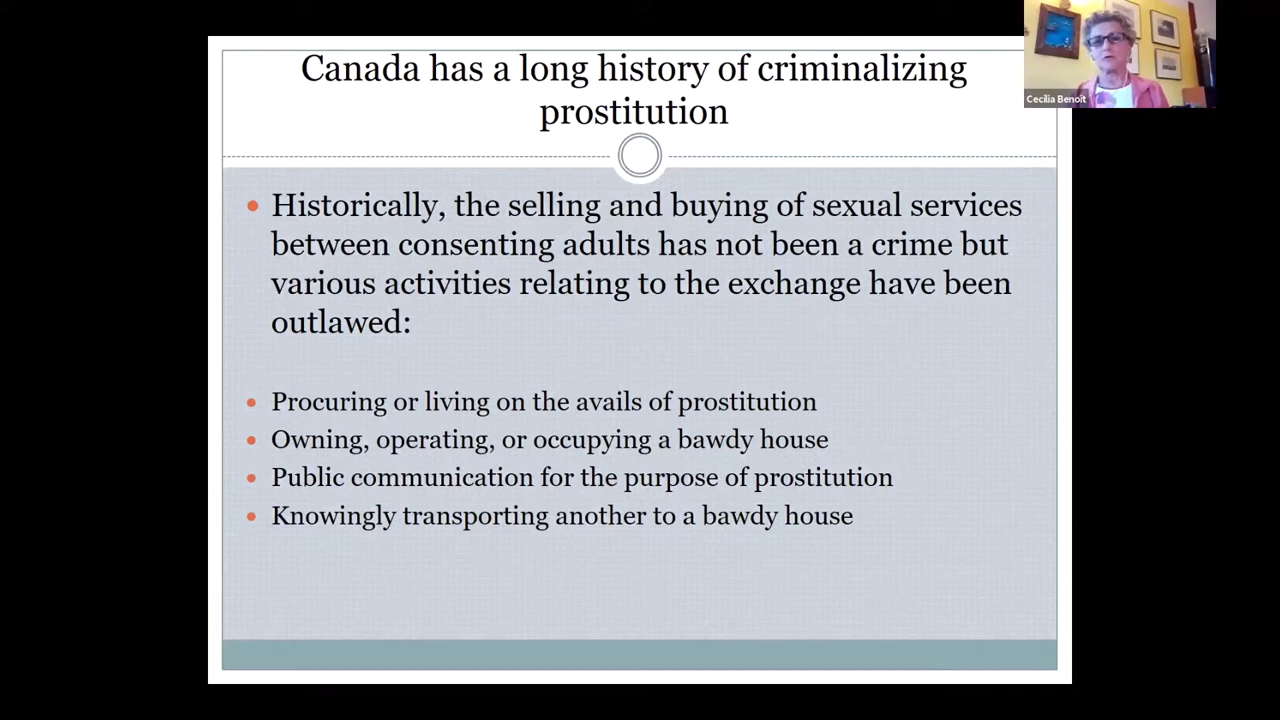 Canada has a long history of criminalizing
prostitution
Cecilia Benoit
Historically, the selling and buying of sexual services
between consenting adults has not been a crime but
various activities relating to the exchange have been
outlawed:
Procuring or living on the avails of prostitution
Owning, operating, or occupying a bawdy house
Public communication for the purpose of prostitution
Knowingly transporting another to a bawdy house